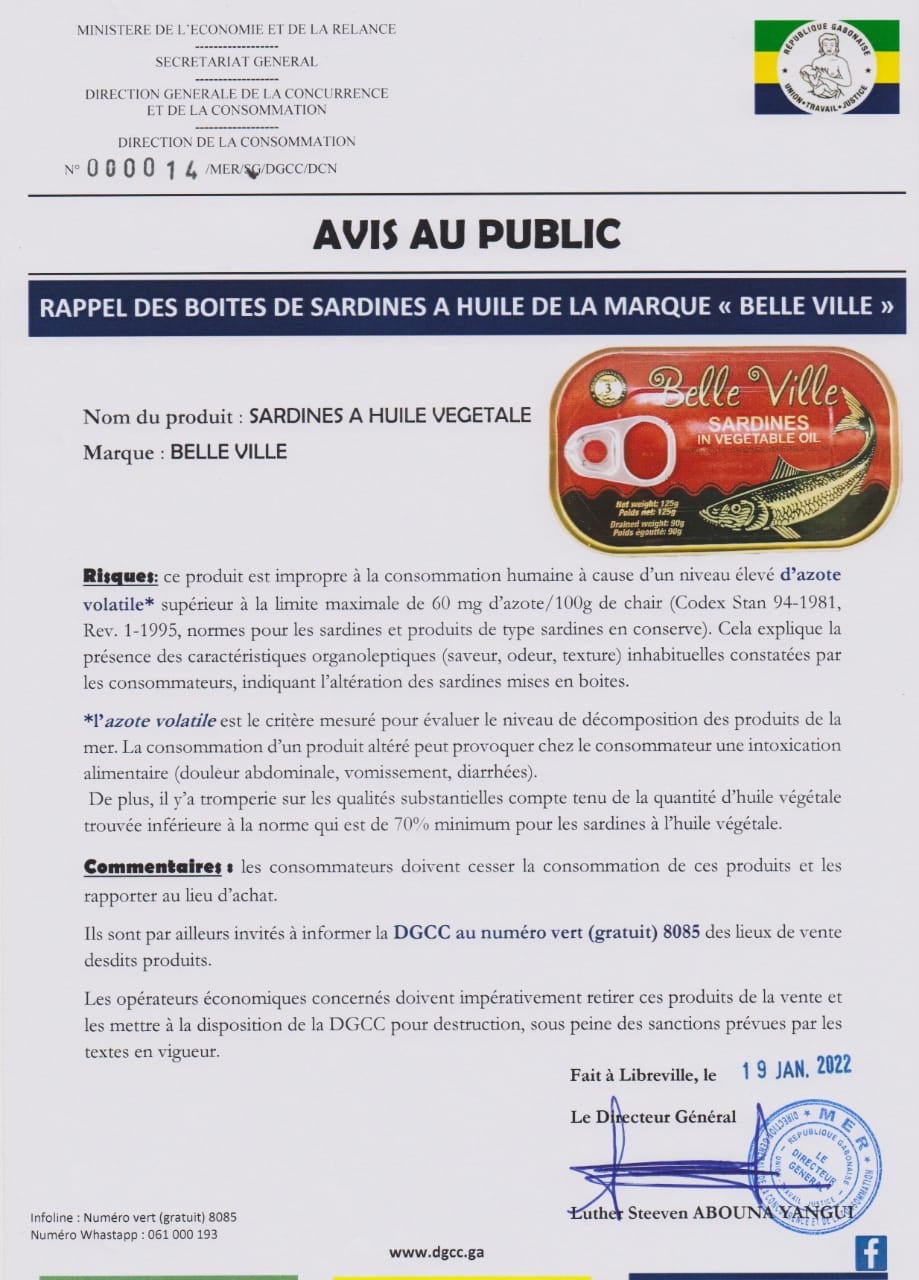 MINISTERE DE L'ECONOMIE ET DE LA RELANCE
------------------
SECRETARIAT GENERAL
------------------
DIRECTION GENERALE DE LA CONCURRENCE
ET DE LA CONSOMMATION
------------------
DIRECTION DE LA CONSOMMATION
N° 000014 /MER/SG/DGCC/DCN
RÉPUBLIQUE GABONAISE
UNION•TRAVAIL•JUSTICE
AVIS AU PUBLIC
RAPPEL DES BOITES DE SARDINES A HUILE DE LA MARQUE « BELLE VILLE »
Nom du produit : SARDINES A HUILE VEGETALE
Marque : BELLE VILLE
3
Belle Ville
SARDINES
IN VEGETABLE OIL
Net weight: 125g
Poids net: 125g
Drained weight: 90g
Poids égoutté: 90g
Risques: ce produit est impropre à la consommation humaine à cause d'un niveau élevé d'azote
volatile* supérieur à la limite maximale de 60 mg d'azote/100g de chair (Codex Stan 94-1981,
Rev. 1-1995, normes pour les sardines et produits de type sardines en conserve). Cela explique la
présence des caractéristiques organoleptiques (saveur, odeur, texture) inhabituelles constatées par
les consommateurs, indiquant l'altération des sardines mises en boites.
*l'azote volatile est le critère mesuré pour évaluer le niveau de décomposition des produits de la
mer. La consommation d'un produit altéré peut provoquer chez le consommateur une intoxication
alimentaire (douleur abdominale, vomissement, diarrhées).
De plus, il y'a tromperie sur les qualités substantielles compte tenu de la quantité d'huile végétale
trouvée inférieure à la norme qui est de 70% minimum pour les sardines à l'huile végétale.
Commentaires : les consommateurs doivent cesser la consommation de ces produits et les
rapporter au lieu d'achat.
Ils sont par ailleurs invités à informer la DGCC au numéro vert (gratuit) 8085 des lieux de vente
desdits produits.
Les opérateurs économiques concernés doivent impérativement retirer ces produits de la vente et
les mettre à la disposition de la DGCC pour destruction, sous peine des sanctions prévues par les
textes en vigueur.
Fait à Libreville, le 19 JAN. 2022
Le Directeur Général
MER
REPUBLIQUE GABONAISE
LE
DIRECTEUR
GENERAL
Luther Steeven ABOUNA YANGUI
Infoline : Numéro vert (gratuit) 8085
Numéro Whastapp : 061 000 193
www.dgcc.ga
f